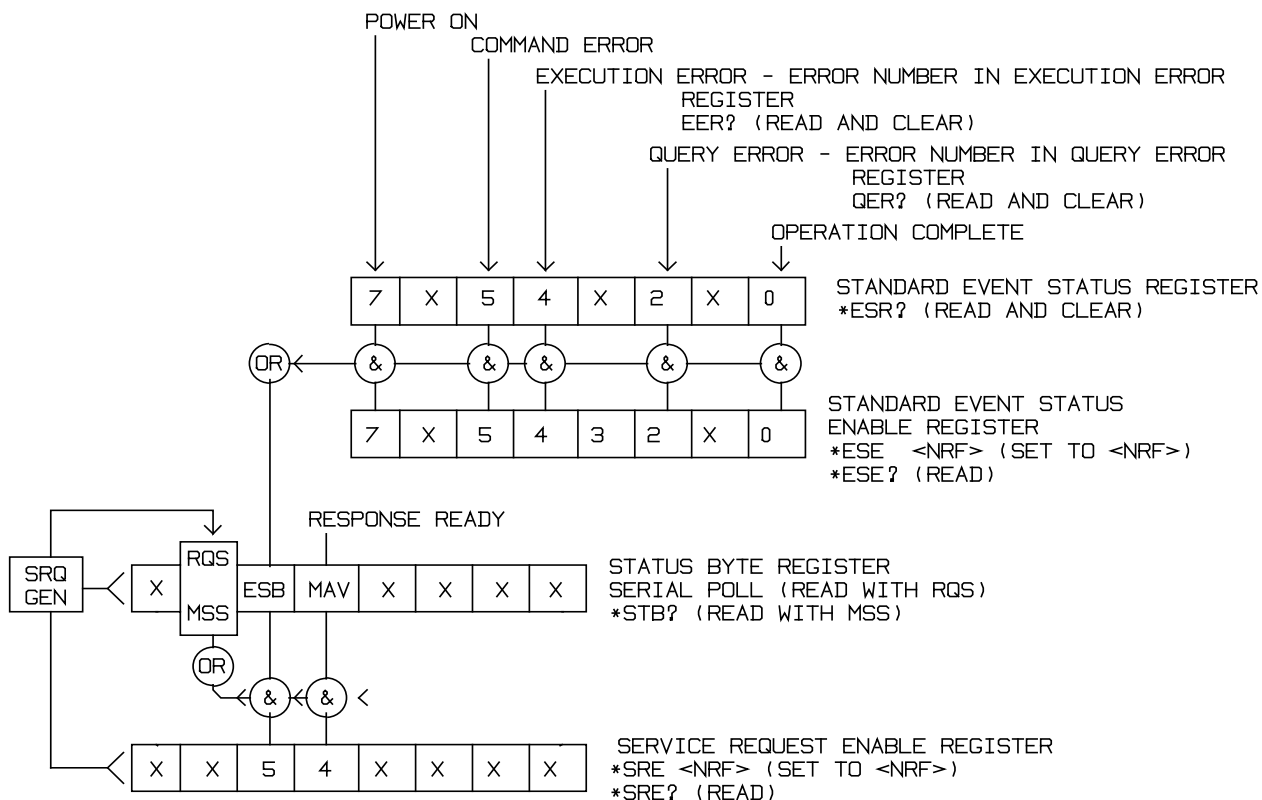 POWER ON
COMMAND ERROR
EXECUTION ERROR - ERROR NUMBER IN EXECUTION ERROR
REGISTER
EER? (READ AND CLEAR)
QUERY ERROR - ERROR NUMBER IN QUERY ERROR
REGISTER
QER? (READ AND CLEAR)
OPERATION COMPLETE
7 X 5 4 X 2 X 0
STANDARD EVENT STATUS REGISTER
*ESR? (READ AND CLEAR)
OR & & & & &
7 X 5 4 3 2 X 0
STANDARD EVENT STATUS
ENABLE REGISTER
*ESE <NRF> (SET TO <NRF>)
*ESE? (READ)
RESPONSE READY
SRQ
GEN
X
RQS
MSS
ESB MAV X X X X
STATUS BYTE REGISTER
SERIAL POLL (READ WITH RQS)
*STB? (READ WITH MSS)
OR
& &
X X 5 4 X X X X
SERVICE REQUEST ENABLE REGISTER
*SRE <NRF> (SET TO <NRF>)
*SRE? (READ)